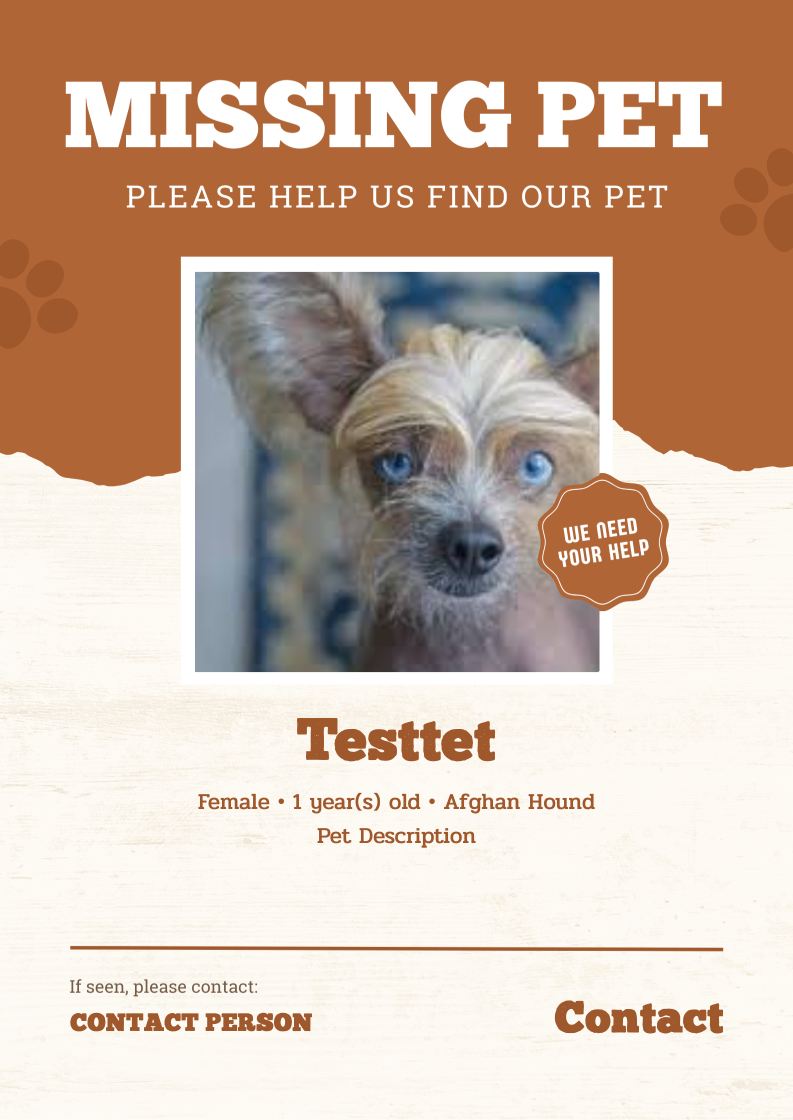 MISSING PET
PLEASE HELP US FIND OUR PET
WE NEED
YOUR HELP
Testtet
Female • 1 year(s) old • Afghan Hound
Pet Description
If seen, please contact:
CONTACT PERSON
Contact